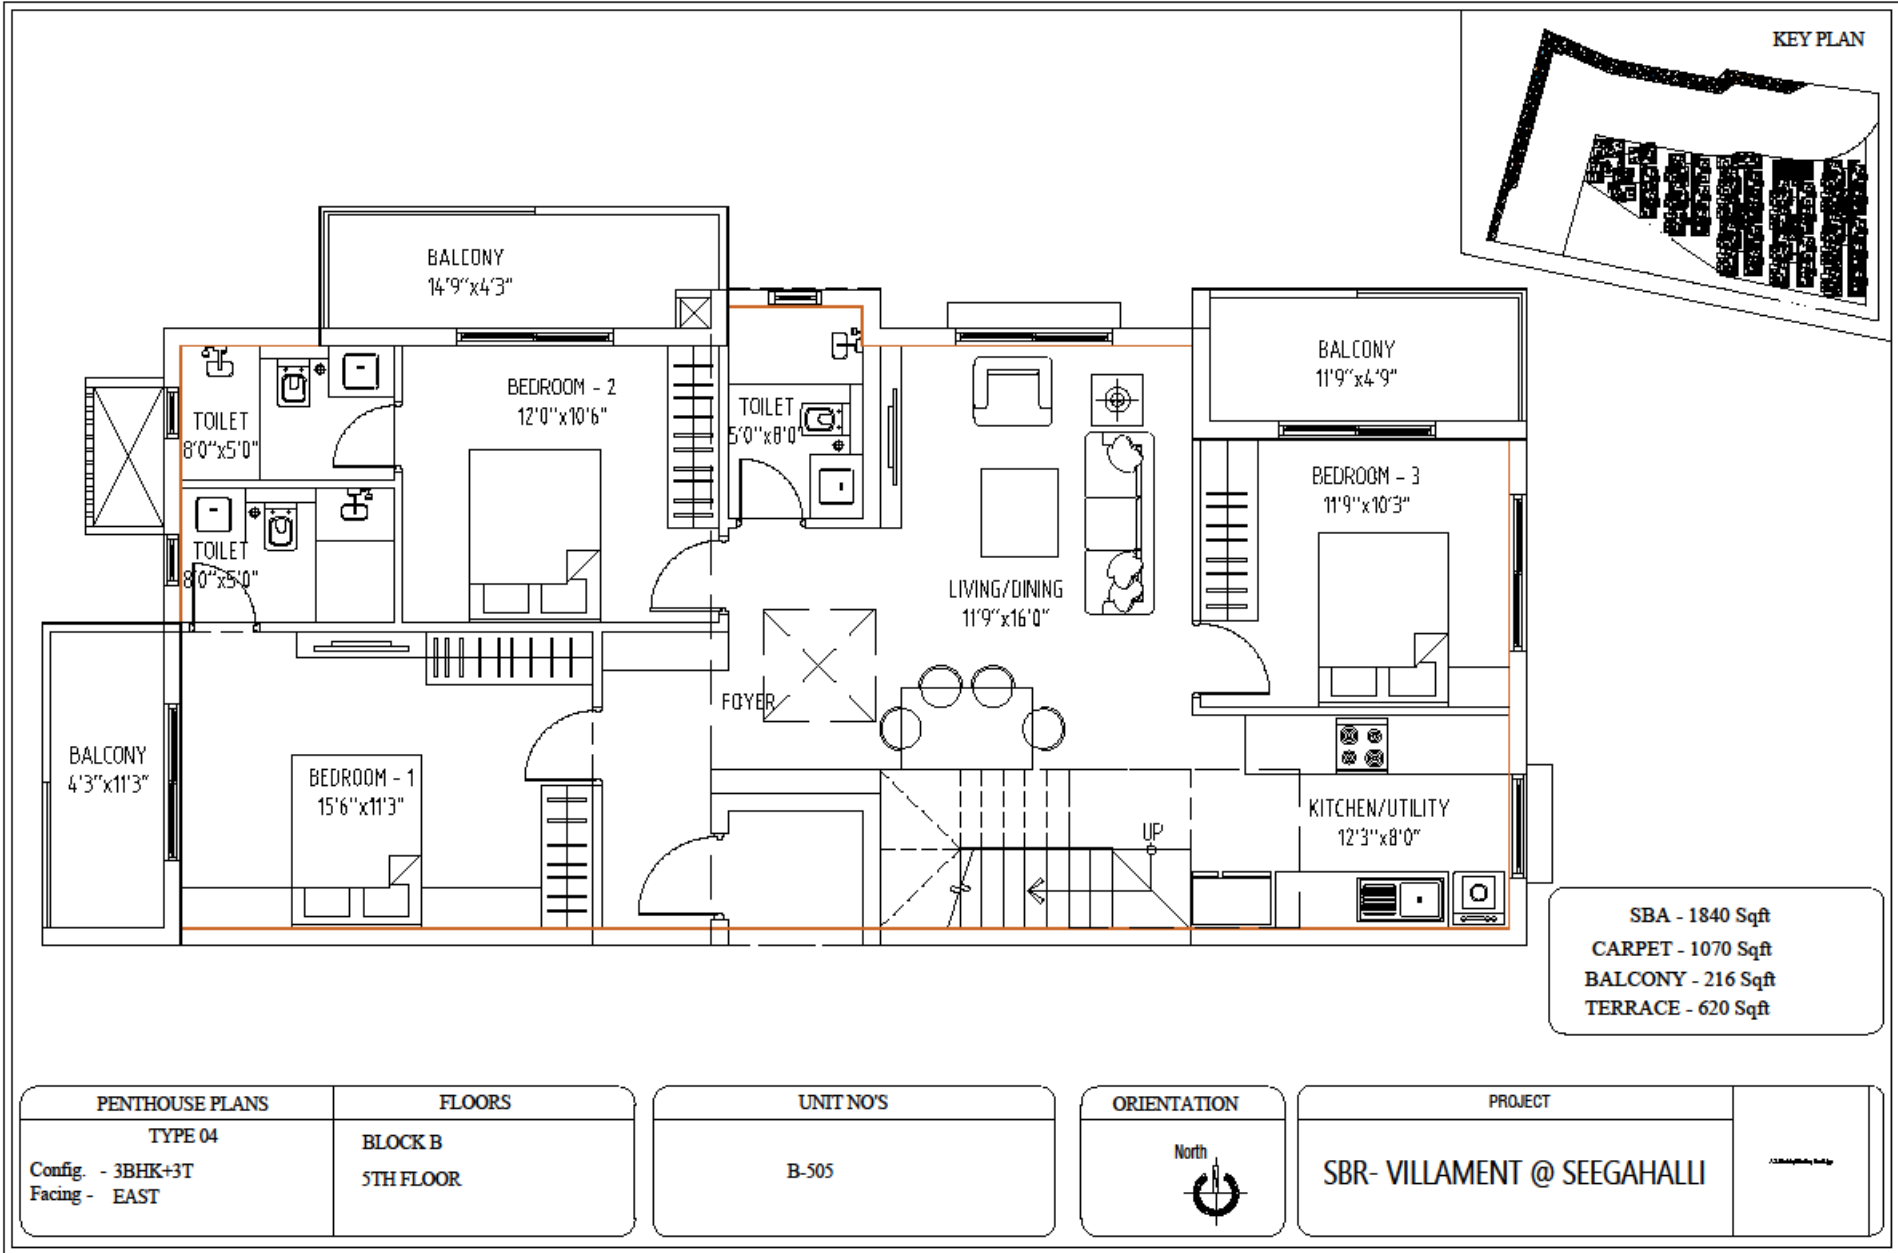 KEY PLAN
BALCONY
14'9"x4'3"
BALCONY
11'9"x4'9"
BEDROOM - 2
12'0"x10'6"
TOILET
8'0"x5'0"
TOILET
5'0"x8'0"
BEDROOM - 3
11'9"x10'3"
TOILET
8'0"x5'0"
LIVING/DINING
11'9"x16'0"
FOYER
BALCONY
4'3"x11'3"
BEDROOM - 1
15'6"x11'3"
KITCHEN/UTILITY
12'3"x8'0"
UP
SBA - 1840 Sqft
CARPET - 1070 Sqft
BALCONY - 216 Sqft
TERRACE - 620 Sqft
PENTHOUSE PLANS
TYPE 04
Config. - 3BHK+3T
Facing - EAST
FLOORS
BLOCK B
5TH FLOOR
UNIT NO'S
B-505
ORIENTATION
North
PROJECT
SBR- VILLAMENT @ SEEGAHALLI